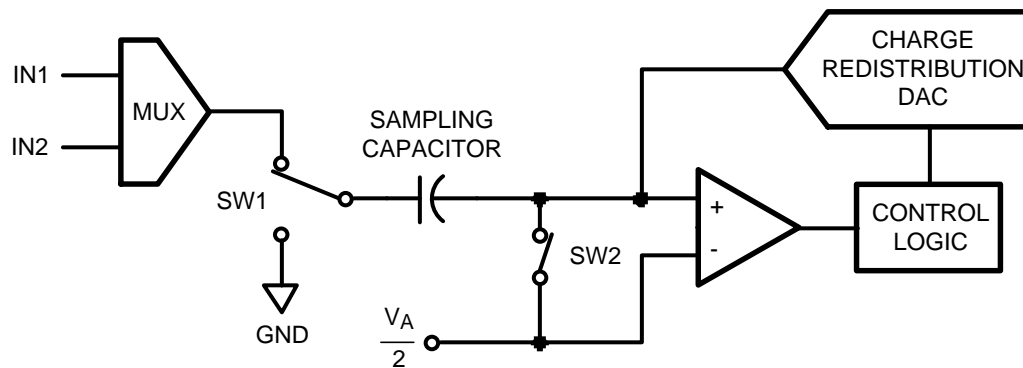 CHARGE
REDISTRIBUTION
DAC
IN1
MUX
IN2
SAMPLING
CAPACITOR
SW1
+
-
SW2
CONTROL
LOGIC
GND
VA
2